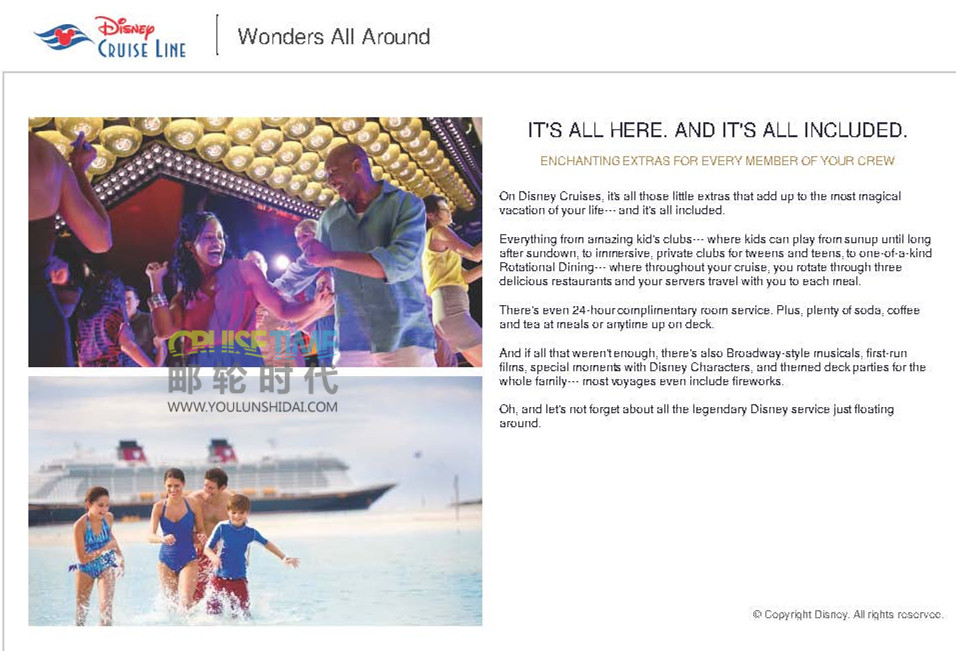 Disney
CRUISE LINE
Wonders All Around
IT'S ALL HERE. AND IT'S ALL INCLUDED.
ENCHANTING EXTRAS FOR EVERY MEMBER OF YOUR CREW
On Disney Cruises, it's all those little extras that add up to the most magical
vacation of your life--- and it's all included.
Everything from amazing kid's clubs--- where kids can play from sunup until long
after sundown, to immersive, private clubs for tweens and teens, to one-of-a-kind
Rotational Dining--- where throughout your cruise, you rotate through three
delicious restaurants and your servers travel with you to each meal.
There's even 24-hour complimentary room service. Plus, plenty of soda, coffee
and tea at meals or anytime up on deck.
And if all that weren't enough, there's also Broadway-style musicals, first-run
films, special moments with Disney Characters, and themed deck parties for the
whole family--- most voyages even include fireworks.
Oh, and let's not forget about all the legendary Disney service just floating
around.
CRUISETIME
邮轮时代
WWW.YOULUNSHIDAI.COM
© Copyright Disney. All rights reserved.